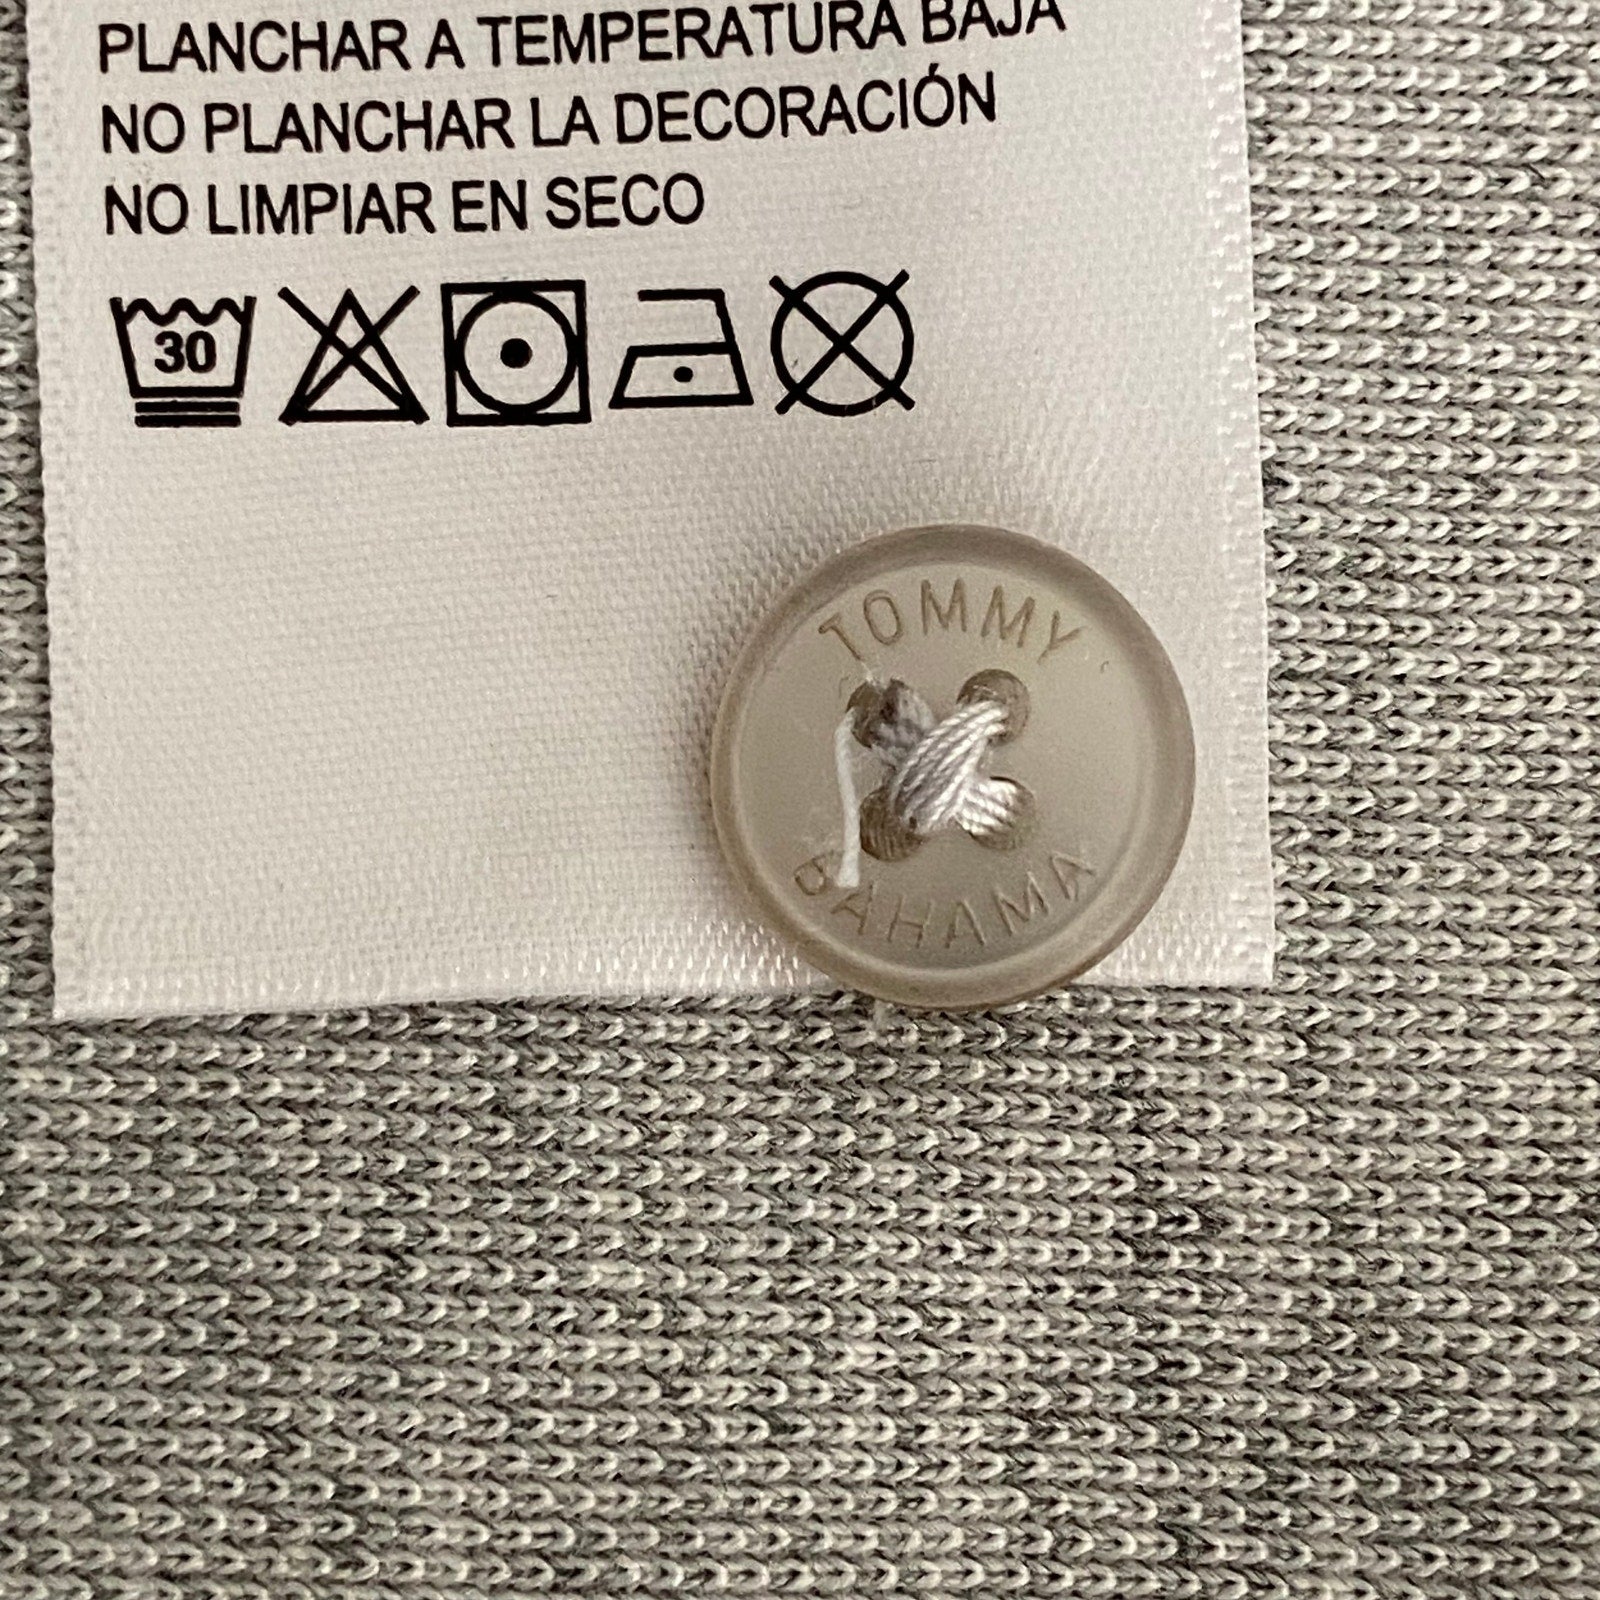 PLANCHAR A TEMPERATURA BAJA
NO PLANCHAR LA DECORACIÓN
NO LIMPIAR EN SECO
30
TOMMY
BAHAMA